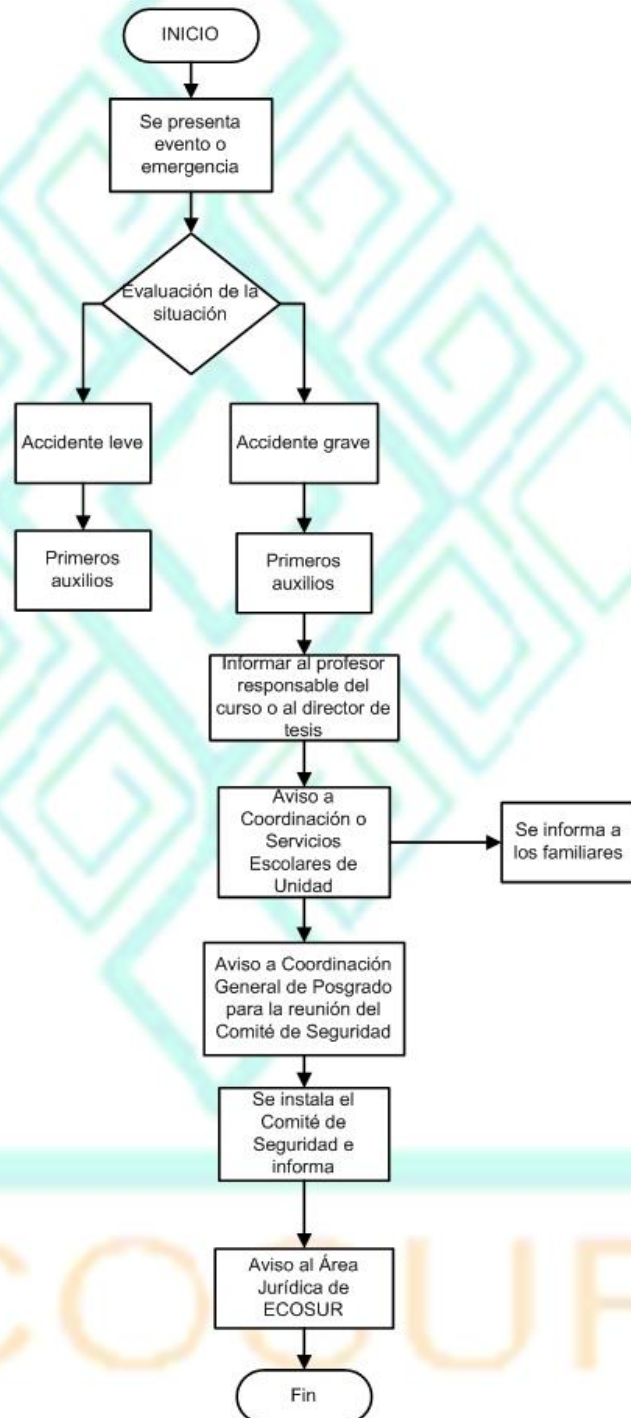 INICIO
Se presenta
evento o
emergencia
Evaluación de la
situación
Accidente leve
Accidente grave
Primeros
auxilios
Primeros
auxilios
Informar al profesor
responsable del
curso o al director de
tesis
Aviso a
Coordinación o
Servicios
Escolares de
Unidad
Se informa a
los familiares
Aviso a Coordinación
General de Posgrado
para la reunión del
Comité de Seguridad
Se instala el
Comité de
Seguridad e
informa
Aviso al Área
Jurídica de
ECOSUR
Fin
COSUR